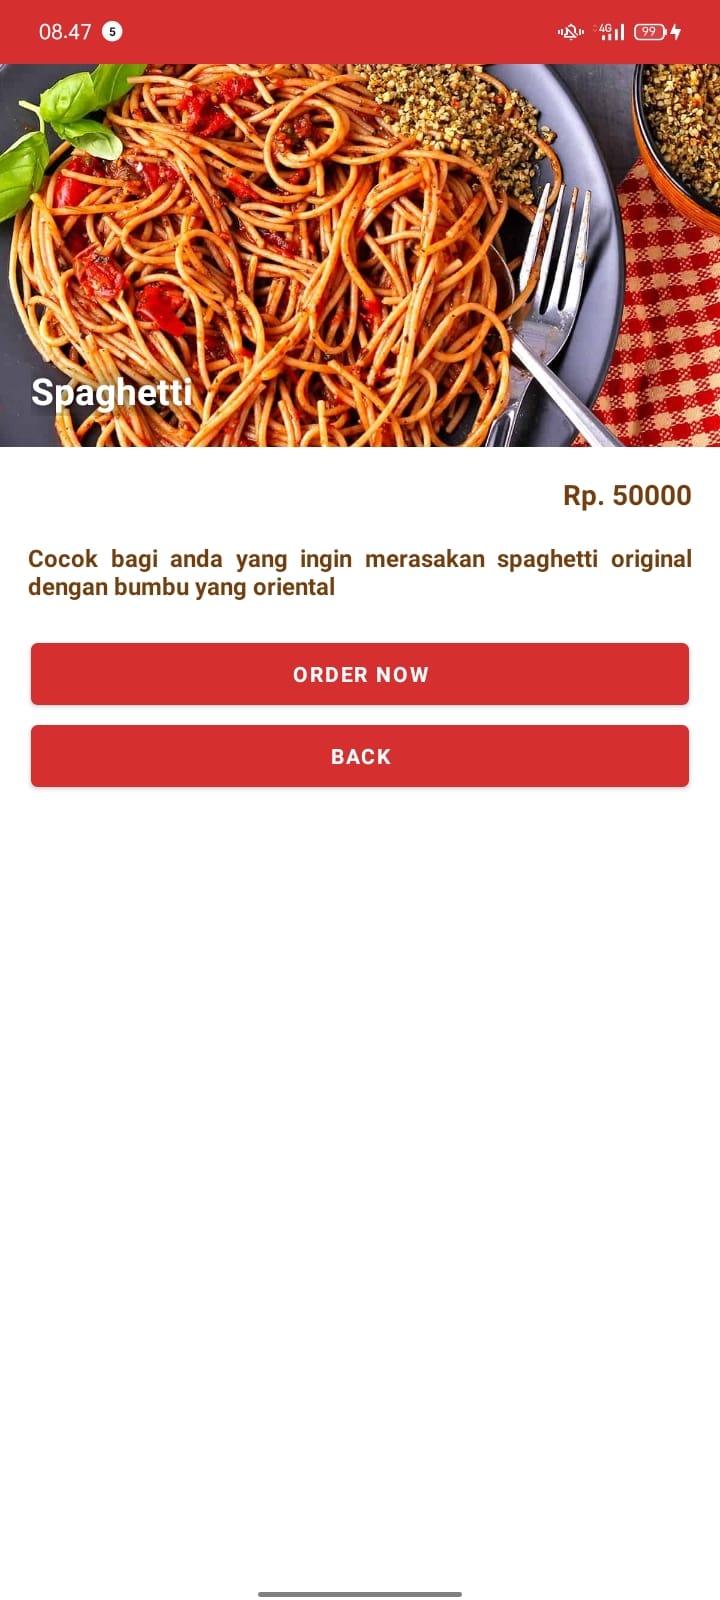 08.47 5 4G 99
Spaghetti
Rp. 50000
Cocok bagi anda yang ingin merasakan spaghetti original
dengan bumbu yang oriental
ORDER NOW
BACK